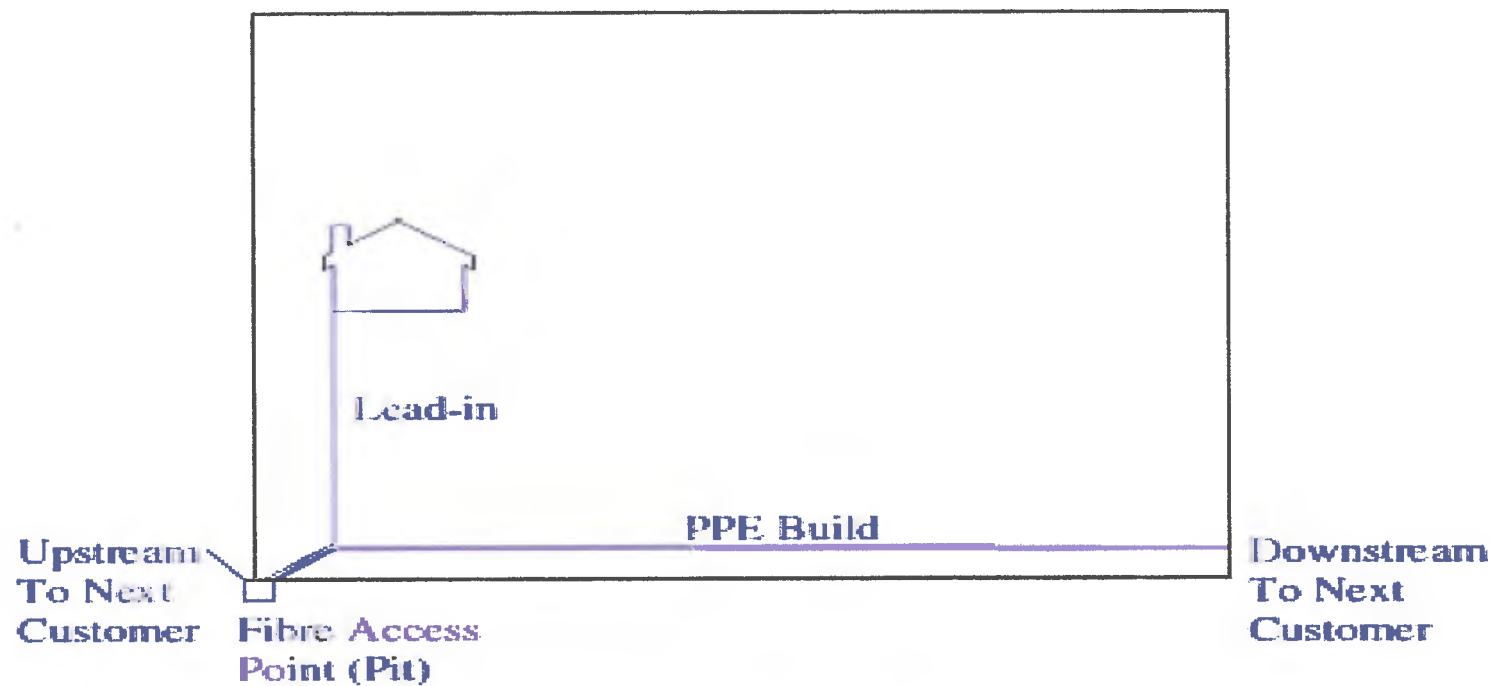 Lead-in
PPE Build
Upstream
To Next
Customer
Fibre Access
Point (Pit)
Downstream
To Next
Customer